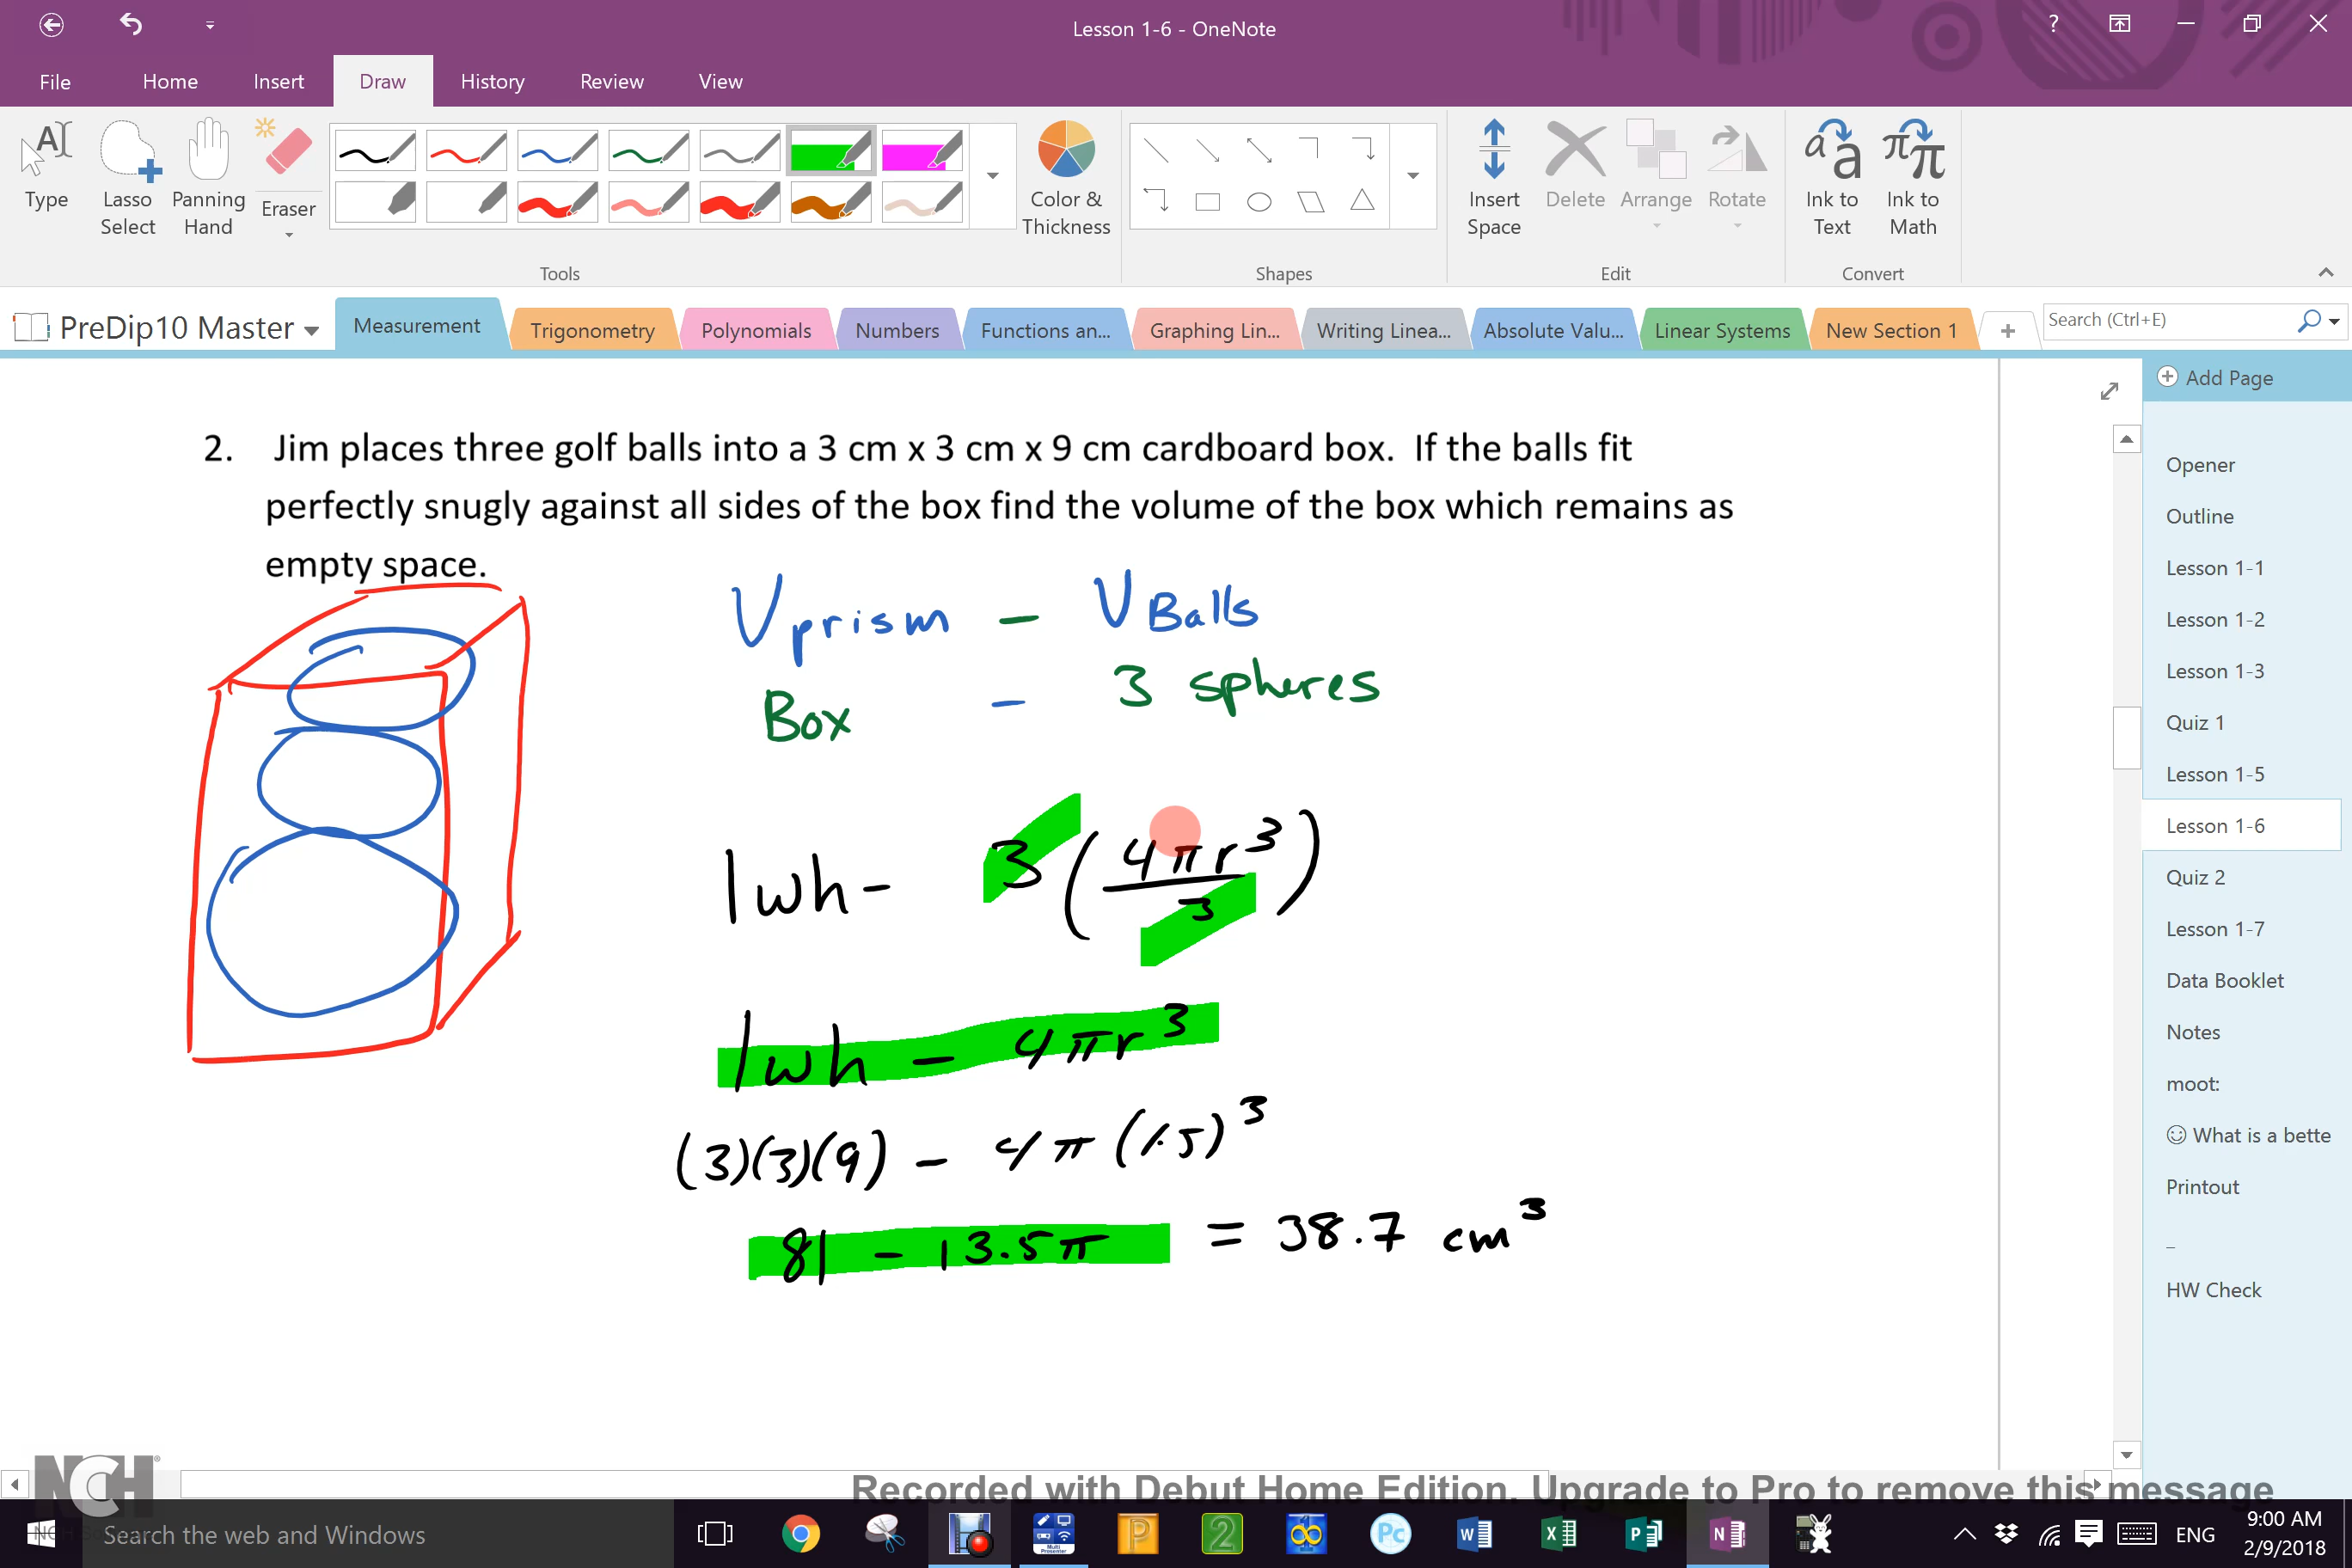 Lesson 1-6 - OneNote
?
File Home Insert Draw History Review View
Type
Lasso Select
Panning Hand
Eraser
Color & Thickness
Insert Space
Delete Arrange Rotate
Ink to Text
Ink to Math
Tools Shapes Edit Convert
PreDip10 Master Measurement Trigonometry Polynomials Numbers Functions an... Graphing Lin... Writing Linea... Absolute Valu... Linear Systems New Section 1 +
Search (Ctrl+E)
Add Page
Opener
Outline
Lesson 1-1
Lesson 1-2
Lesson 1-3
Quiz 1
Lesson 1-5
Lesson 1-6
Quiz 2
Lesson 1-7
Data Booklet
Notes
moot:
☺ What is a bette
Printout
_
HW Check
2. Jim places three golf balls into a 3 cm x 3 cm x 9 cm cardboard box. If the balls fit
perfectly snugly against all sides of the box find the volume of the box which remains as
empty space.
Vprism - VBalls
Box - 3 spheres
lwh - 3(4πr³/3)
lwh - 4πr³
(3)(3)(9) - 4π(1.5)³
81 - 13.5π = 38.7 cm³
NCH
Recorded with Debut Home Edition. Upgrade to Pro to remove this message
Search the web and Windows
ENG
9:00 AM
2/9/2018